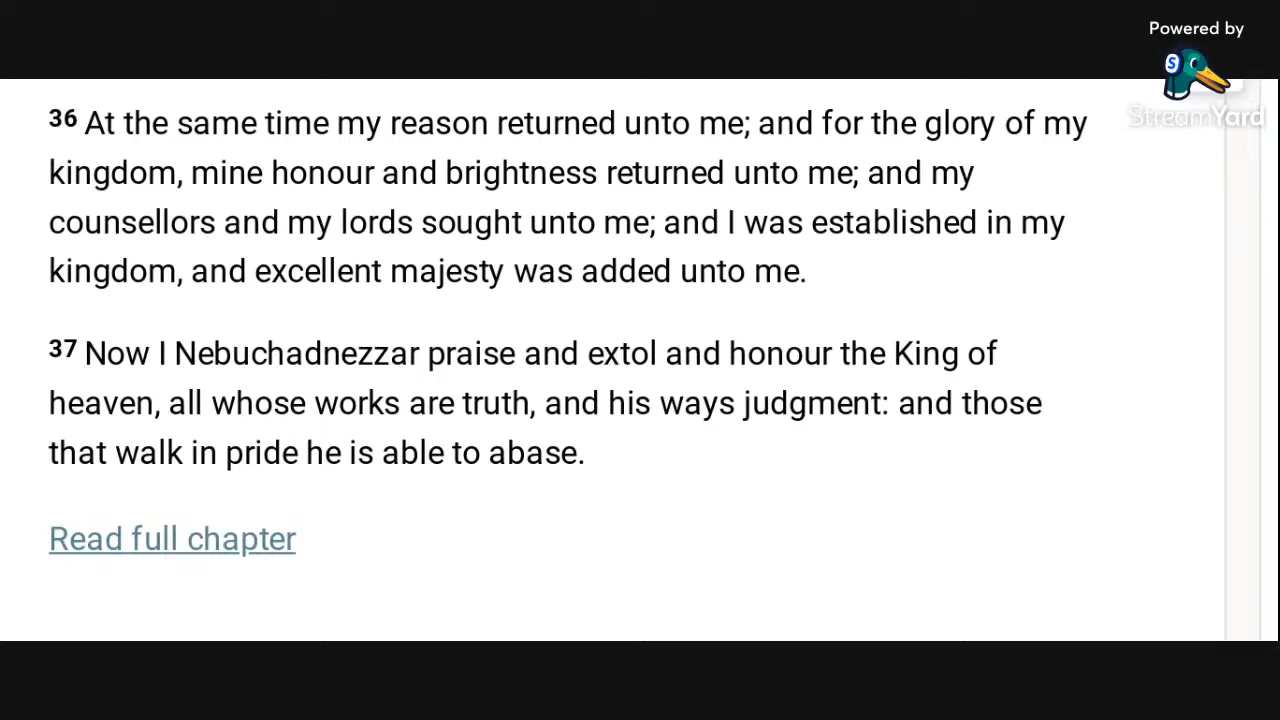 Powered by
S
StreamYard
36 At the same time my reason returned unto me; and for the glory of my
kingdom, mine honour and brightness returned unto me; and my
counsellors and my lords sought unto me; and I was established in my
kingdom, and excellent majesty was added unto me.
37 Now I Nebuchadnezzar praise and extol and honour the King of
heaven, all whose works are truth, and his ways judgment: and those
that walk in pride he is able to abase.
Read full chapter